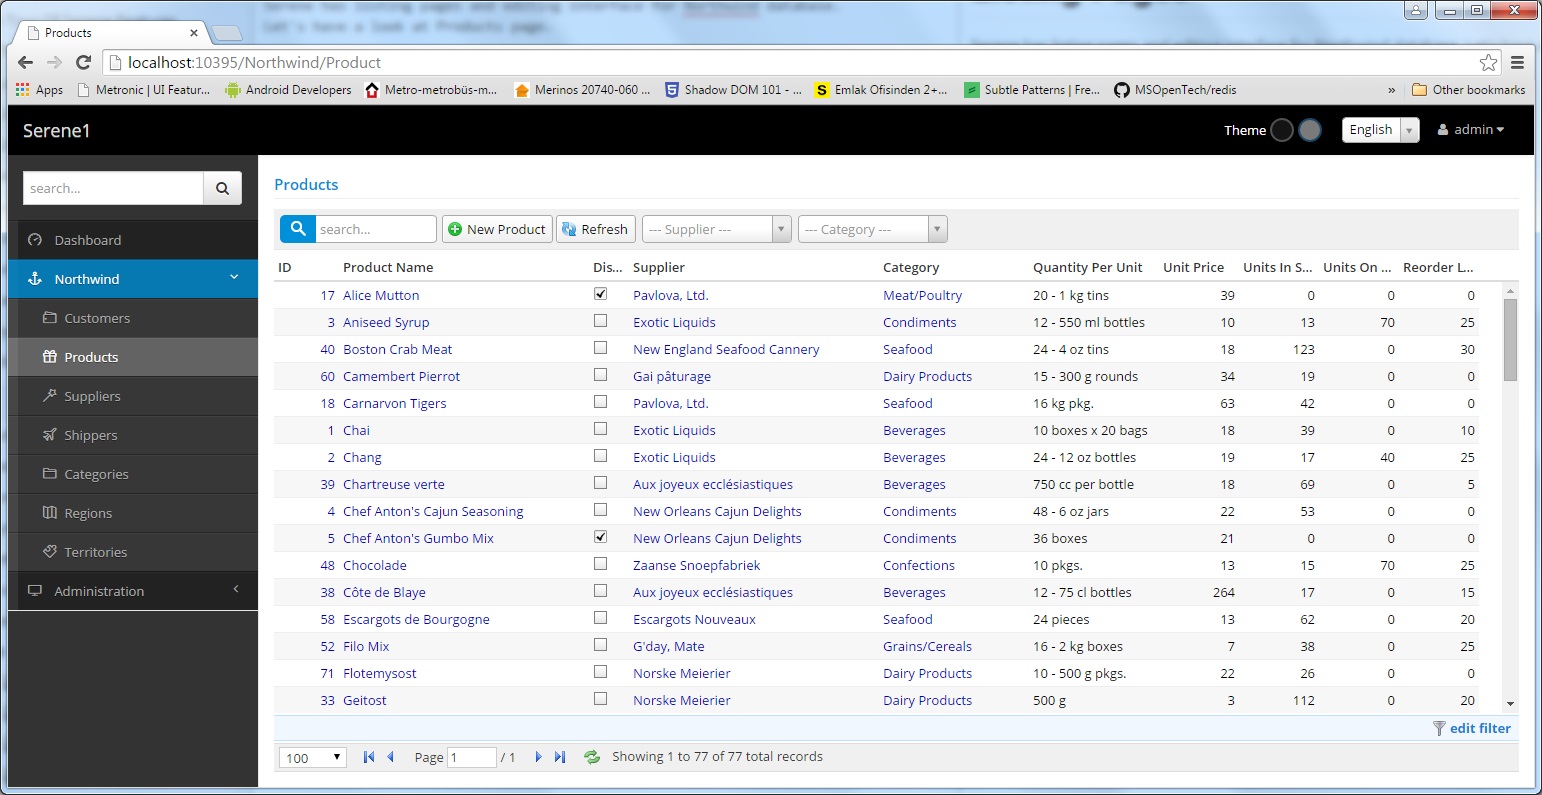 Serene has listing pages and editing interface for Northwind database.
Let's have a look at Products page.
Products
localhost:10395/Northwind/Product
Apps Metronic | UI Featur... Android Developers Metro-metrobüs-m... Merinos 20740-060 ... Shadow DOM 101 - ... Emlak Ofisinden 2+... Subtle Patterns | Fre... MSOpenTech/redis » Other bookmarks
Serene1 Theme English admin
search...
Dashboard
Northwind
Customers
Products
Suppliers
Shippers
Categories
Regions
Territories
Administration
Products
search... New Product Refresh --- Supplier --- --- Category ---
ID Product Name Dis... Supplier Category Quantity Per Unit Unit Price Units In S... Units On ... Reorder L...
17 Alice Mutton Pavlova, Ltd. Meat/Poultry 20 - 1 kg tins 39 0 0 0
3 Aniseed Syrup Exotic Liquids Condiments 12 - 550 ml bottles 10 13 70 25
40 Boston Crab Meat New England Seafood Cannery Seafood 24 - 4 oz tins 18 123 0 30
60 Camembert Pierrot Gai pâturage Dairy Products 15 - 300 g rounds 34 19 0 0
18 Carnarvon Tigers Pavlova, Ltd. Seafood 16 kg pkg. 63 42 0 0
1 Chai Exotic Liquids Beverages 10 boxes x 20 bags 18 39 0 10
2 Chang Exotic Liquids Beverages 24 - 12 oz bottles 19 17 40 25
39 Chartreuse verte Aux joyeux ecclésiastiques Beverages 750 cc per bottle 18 69 0 5
4 Chef Anton's Cajun Seasoning New Orleans Cajun Delights Condiments 48 - 6 oz jars 22 53 0 0
5 Chef Anton's Gumbo Mix New Orleans Cajun Delights Condiments 36 boxes 21 0 0 0
48 Chocolade Zaanse Snoepfabriek Confections 10 pkgs. 13 15 70 25
38 Côte de Blaye Aux joyeux ecclésiastiques Beverages 12 - 75 cl bottles 264 17 0 15
58 Escargots de Bourgogne Escargots Nouveaux Seafood 24 pieces 13 62 0 20
52 Filo Mix G'day, Mate Grains/Cereals 16 - 2 kg boxes 7 38 0 25
71 Flotemysost Norske Meierier Dairy Products 10 - 500 g pkgs. 22 26 0 0
33 Geitost Norske Meierier Dairy Products 500 g 3 112 0 20
edit filter
100 Page 1 / 1 Showing 1 to 77 of 77 total records